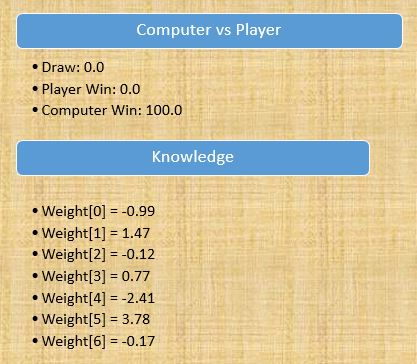 Computer vs Player
• Draw: 0.0
• Player Win: 0.0
• Computer Win: 100.0
Knowledge
• Weight[0] = -0.99
• Weight[1] = 1.47
• Weight[2] = -0.12
• Weight[3] = 0.77
• Weight[4] = -2.41
• Weight[5] = 3.78
• Weight[6] = -0.17